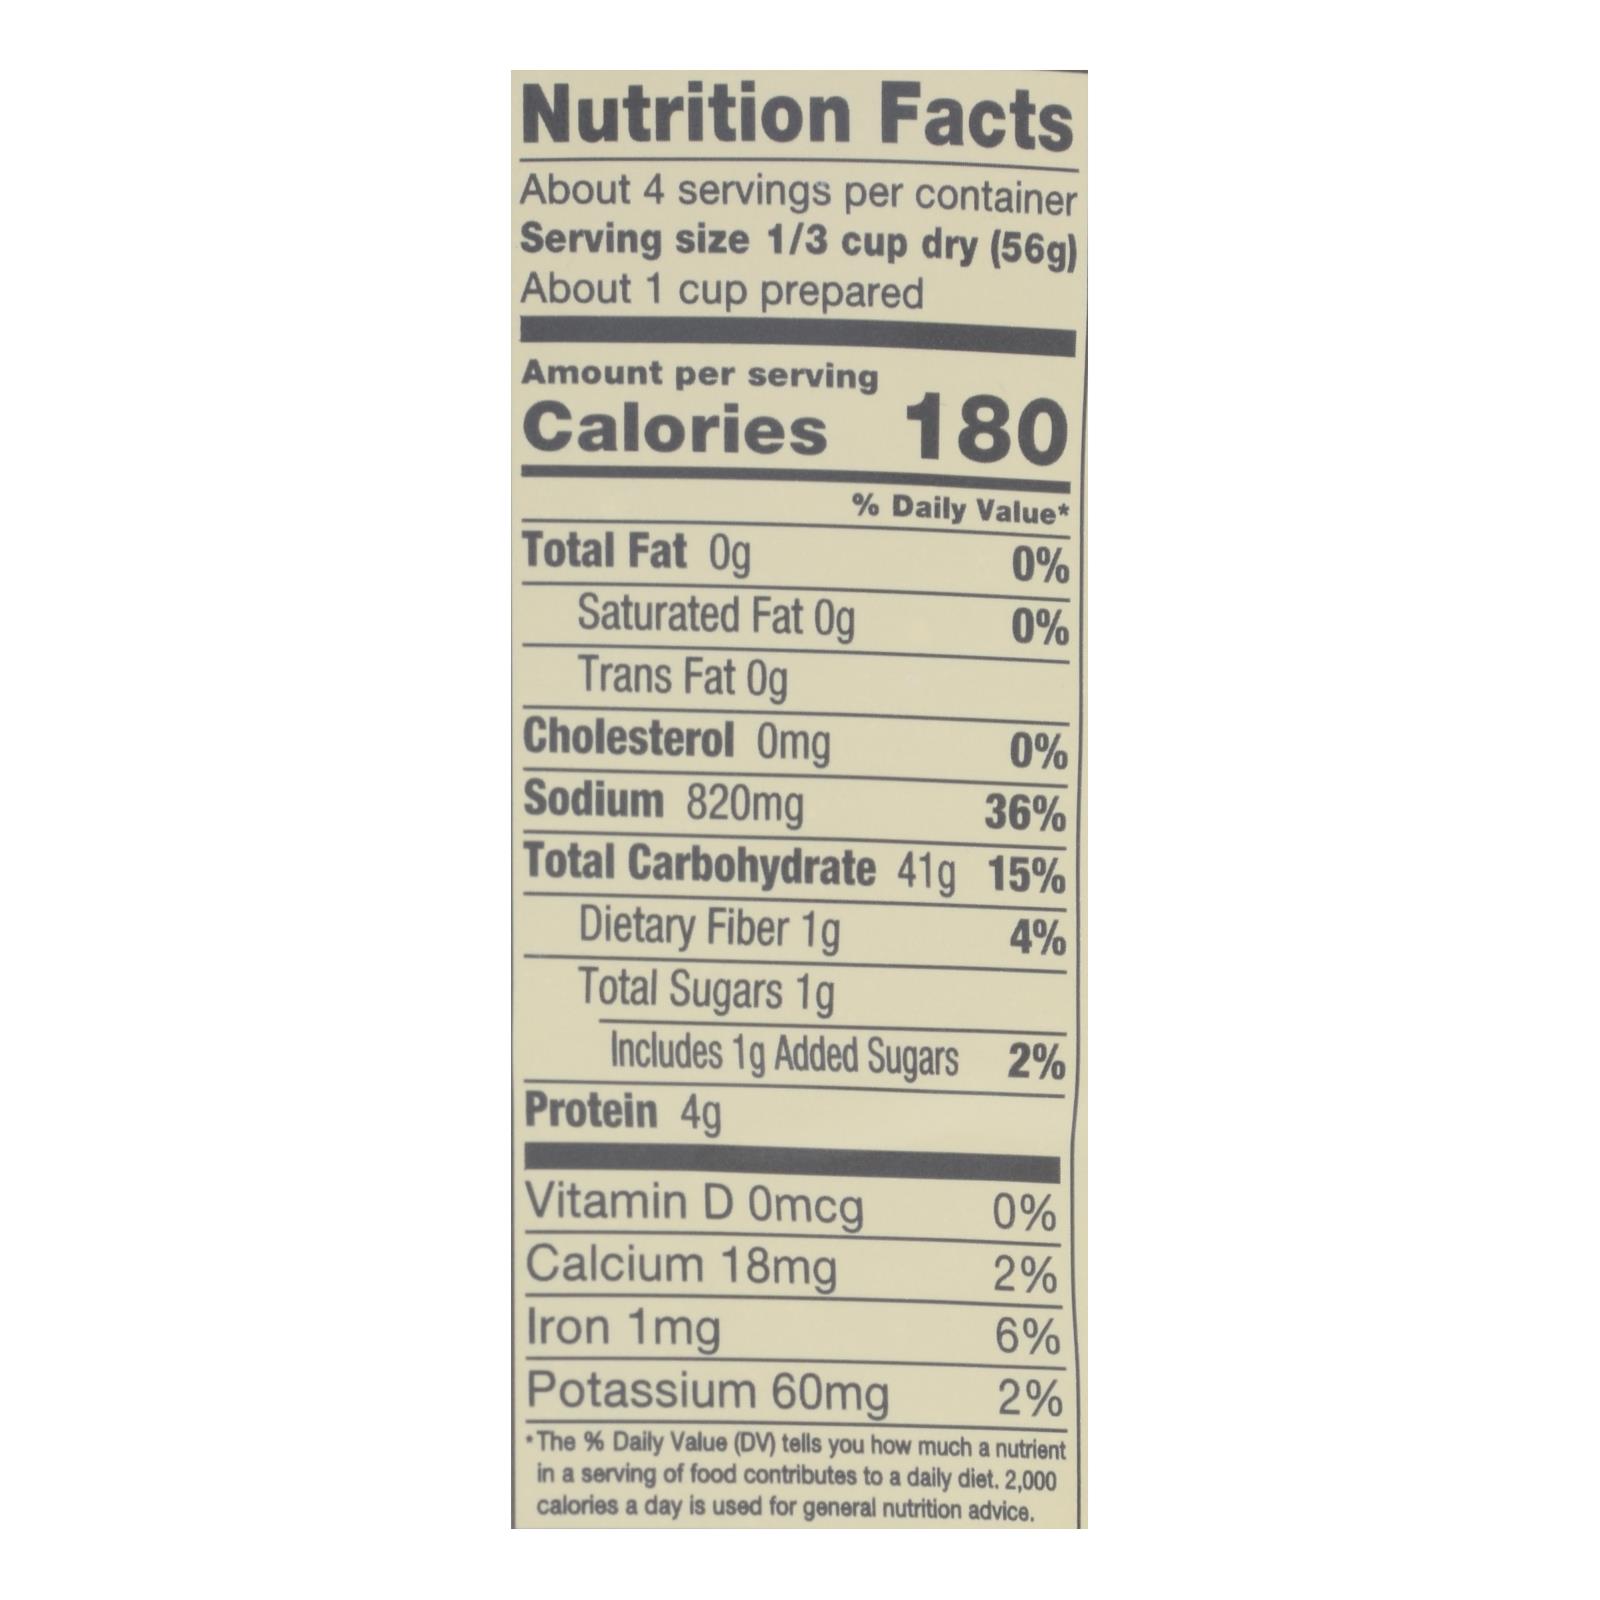 Nutrition Facts
About 4 servings per container
Serving size 1/3 cup dry (56g)
About 1 cup prepared
Amount per serving
Calories 180
% Daily Value*
Total Fat 0g 0%
Saturated Fat 0g 0%
Trans Fat 0g
Cholesterol 0mg 0%
Sodium 820mg 36%
Total Carbohydrate 41g 15%
Dietary Fiber 1g 4%
Total Sugars 1g
Includes 1g Added Sugars 2%
Protein 4g
Vitamin D 0mcg 0%
Calcium 18mg 2%
Iron 1mg 6%
Potassium 60mg 2%
*The % Daily Value (DV) tells you how much a nutrient
in a serving of food contributes to a daily diet. 2,000
calories a day is used for general nutrition advice.